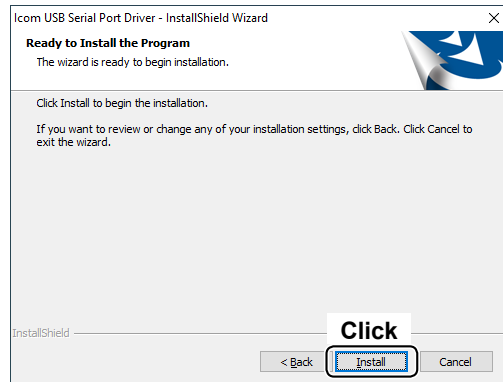 Icom USB Serial Port Driver - InstallShield Wizard
Ready to Install the Program
The wizard is ready to begin installation.
Click Install to begin the installation.
If you want to review or change any of your installation settings, click Back. Click Cancel to
exit the wizard.
InstallShield
Click
< Back Install Cancel